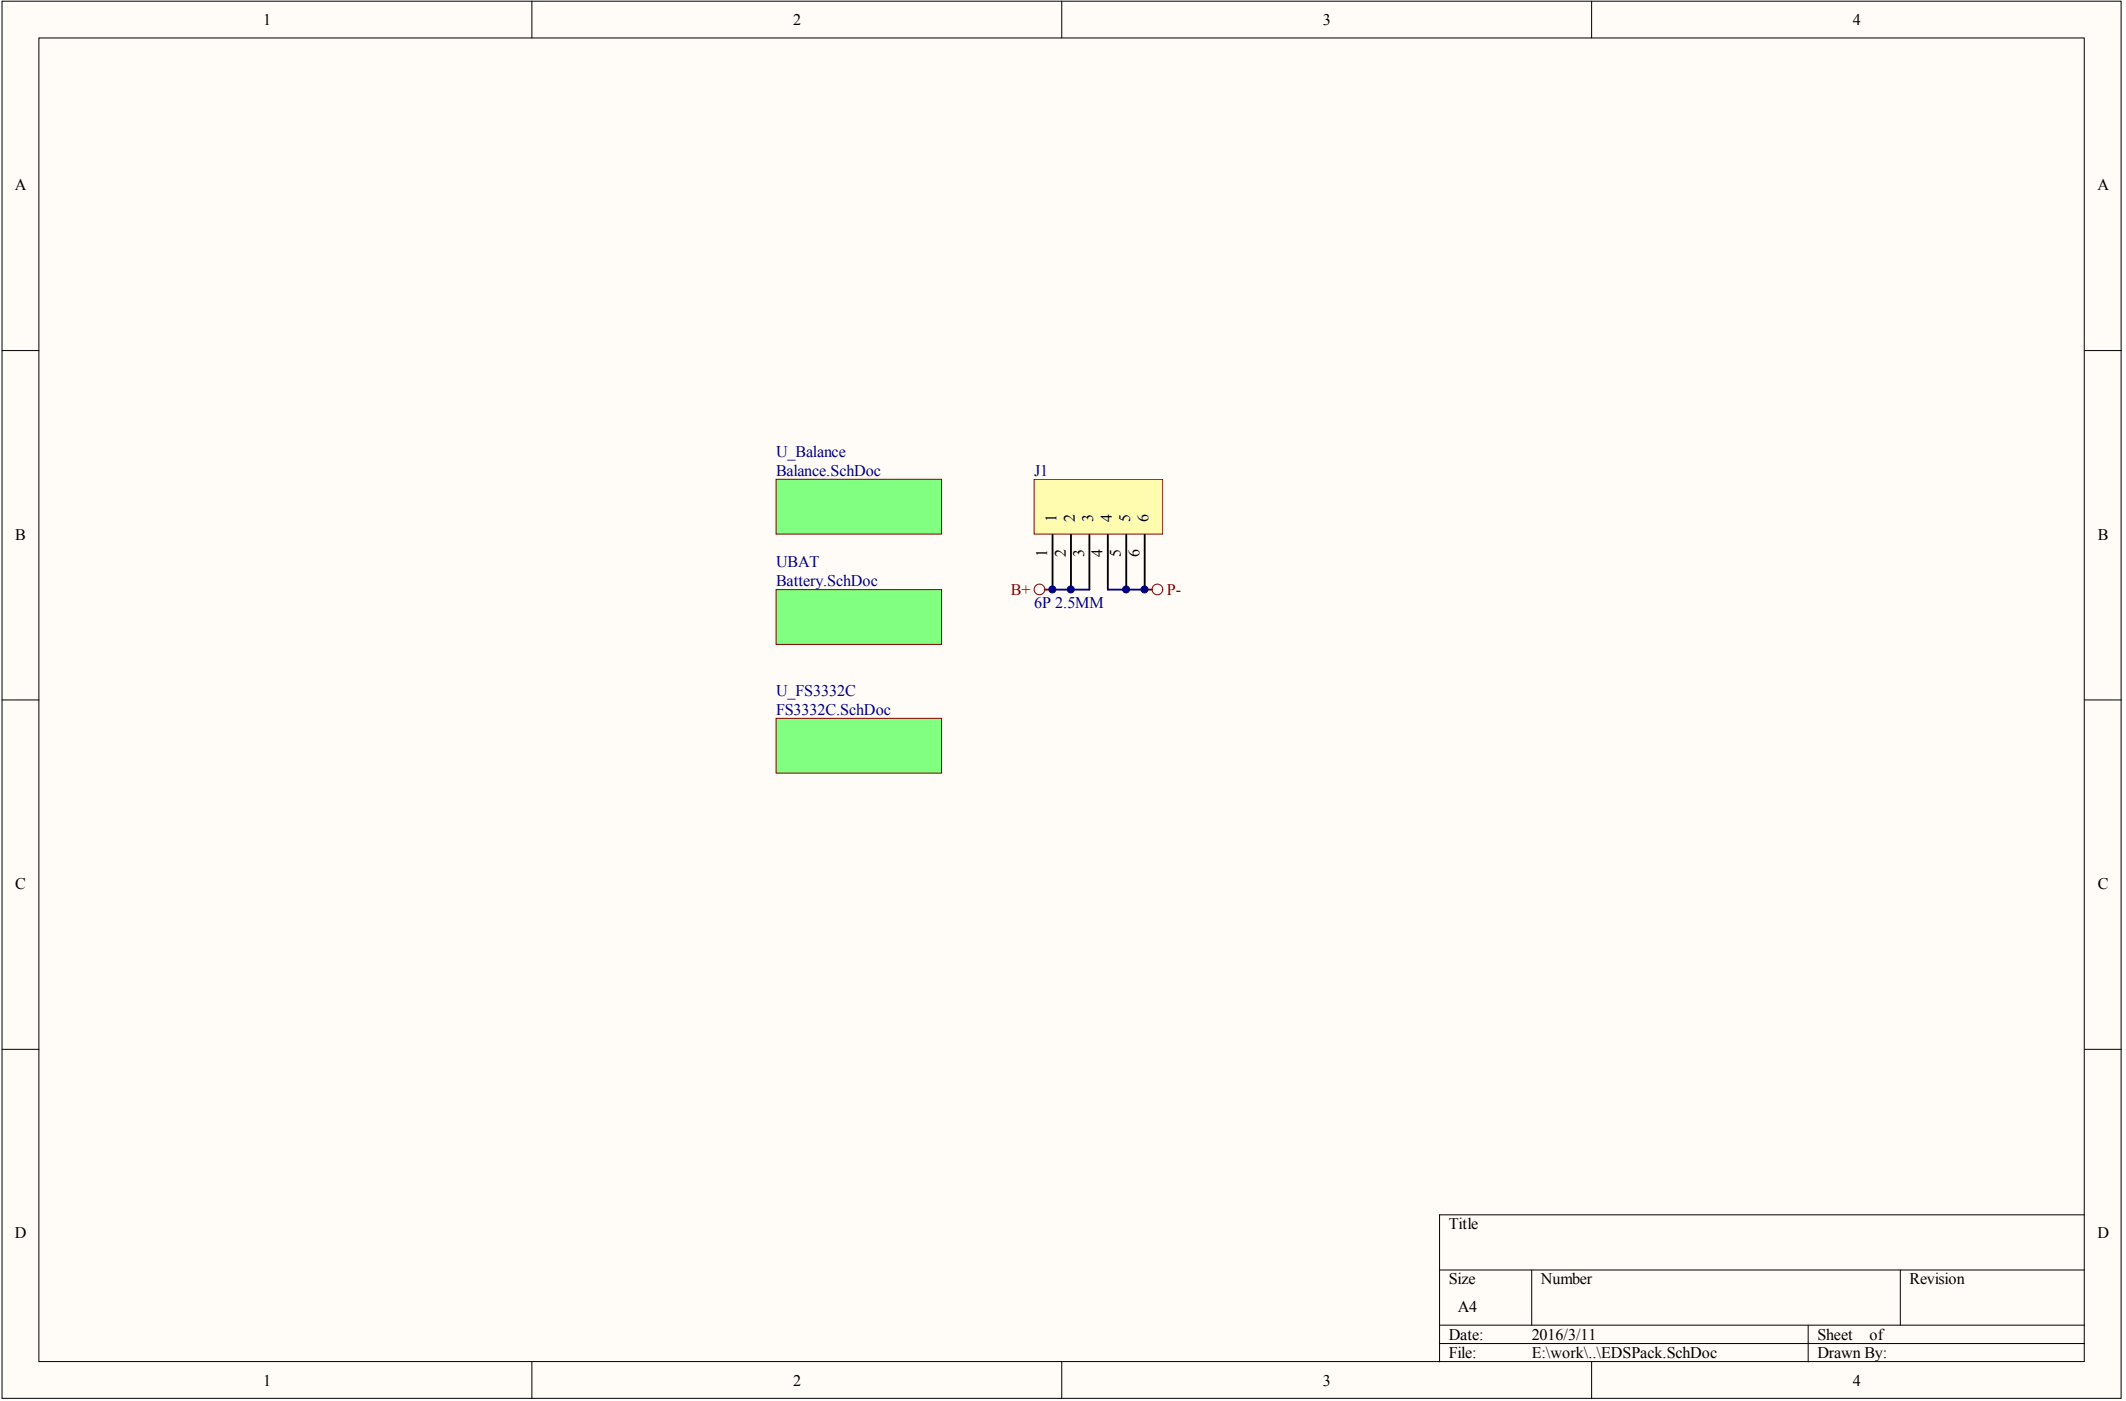 1 2 3 4
A A
U_Balance
Balance.SchDoc
J1
1 2 3 4 5 6
B B
1 2 3 4 5 6
UBAT
Battery.SchDoc
B+ P-
6P 2.5MM
U_FS3332C
FS3332C.SchDoc
C C
D D
Title
Size Number Revision
A4
Date: 2016/3/11 Sheet of
File: E:\work\..\EDSPack.SchDoc Drawn By:
1 2 3 4